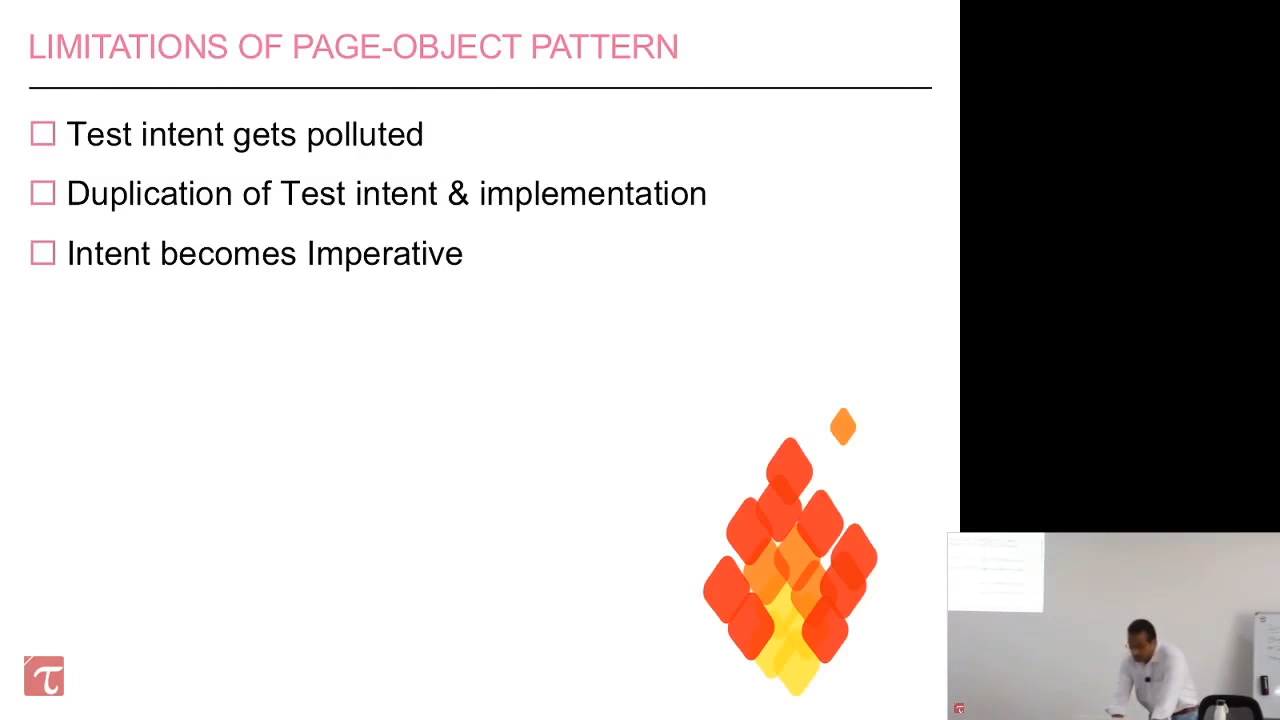 LIMITATIONS OF PAGE-OBJECT PATTERN
Test intent gets polluted
Duplication of Test intent & implementation
Intent becomes Imperative
τ